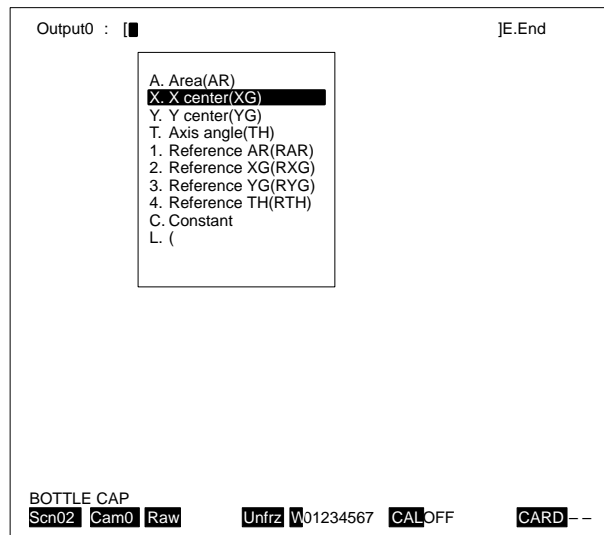 Output0 : [ ]E.End
A. Area(AR)
X. X center(XG)
Y. Y center(YG)
T. Axis angle(TH)
1. Reference AR(RAR)
2. Reference XG(RXG)
3. Reference YG(RYG)
4. Reference TH(RTH)
C. Constant
L. (
BOTTLE CAP
Scn02 Cam0 Raw Unfrz W01234567 CALOFF CARD – –